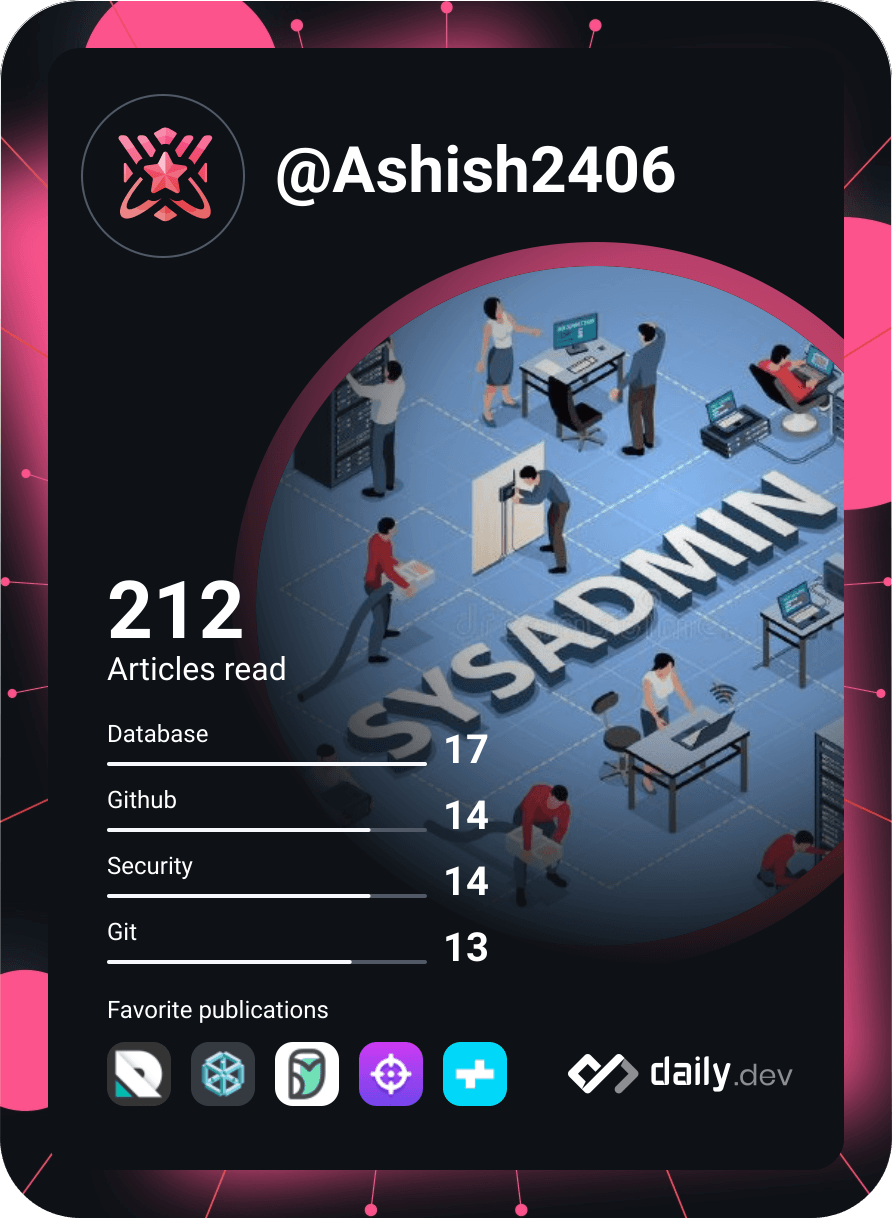 @Ashish2406
SYSADMIN
212
Articles read
Database
17
Github
14
Security
14
Git
13
Favorite publications
daily.dev